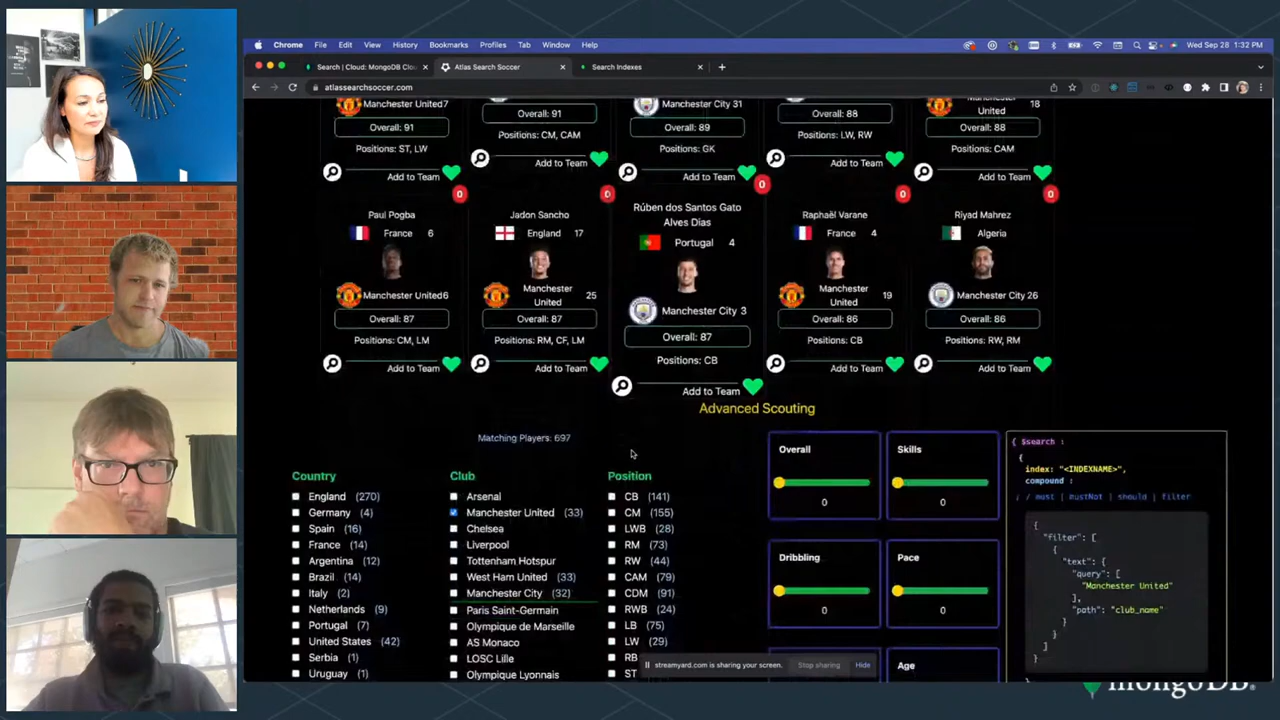 Chrome File Edit View History Bookmarks Profiles Tab Window Help Wed Sep 28 1:32 PM
Search | Cloud: MongoDB Clou Atlas Search Soccer Search Indexes
atlassearchsoccer.com
Manchester United7
Overall: 91
Positions: ST, LW
Add to Team
Overall: 91
Positions: CM, CAM
Add to Team
Manchester City 31
Overall: 89
Positions: GK
Add to Team
Overall: 88
Positions: LW, RW
Add to Team
Manchester United 18
Overall: 88
Positions: CAM
Add to Team
0 0 0 0 0
Paul Pogba
France 6
Manchester United6
Overall: 87
Positions: CM, LM
Add to Team
Jadon Sancho
England 17
Manchester
United 25
Overall: 87
Positions: RM, CF, LM
Add to Team
Rúben dos Santos Gato
Alves Dias
Portugal 4
Manchester City 3
Overall: 87
Positions: CB
Add to Team
Raphaël Varane
France 4
Manchester
United 19
Overall: 86
Positions: CB
Add to Team
Riyad Mahrez
Algeria
Manchester City 26
Overall: 86
Positions: RW, RM
Add to Team
Advanced Scouting
Matching Players: 697
Country
England (270)
Germany (4)
Spain (16)
France (14)
Argentina (12)
Brazil (14)
Italy (2)
Netherlands (9)
Portugal (7)
United States (42)
Serbia (1)
Uruguay (1)
Club
Arsenal
Manchester United (33)
Chelsea
Liverpool
Tottenham Hotspur
West Ham United (33)
Manchester City (32)
Paris Saint-Germain
Olympique de Marseille
AS Monaco
LOSC Lille
Olympique Lyonnais
Position
CB (141)
CM (155)
LWB (28)
RM (73)
RW (44)
CAM (79)
CDM (91)
RWB (24)
LB (75)
LW (29)
RB
ST
Overall
0
Skills
0
Dribbling
0
Pace
0
Age
{ $search :
{
index: "<INDEXNAME>",
compound :
// must | mustNot | should | filter
{
"filter": [
{
"text": {
"query": [
"Manchester United"
],
"path": "club_name"
}
}
]
}
streamyard.com is sharing your screen. Stop sharing Hide
mongoDB.